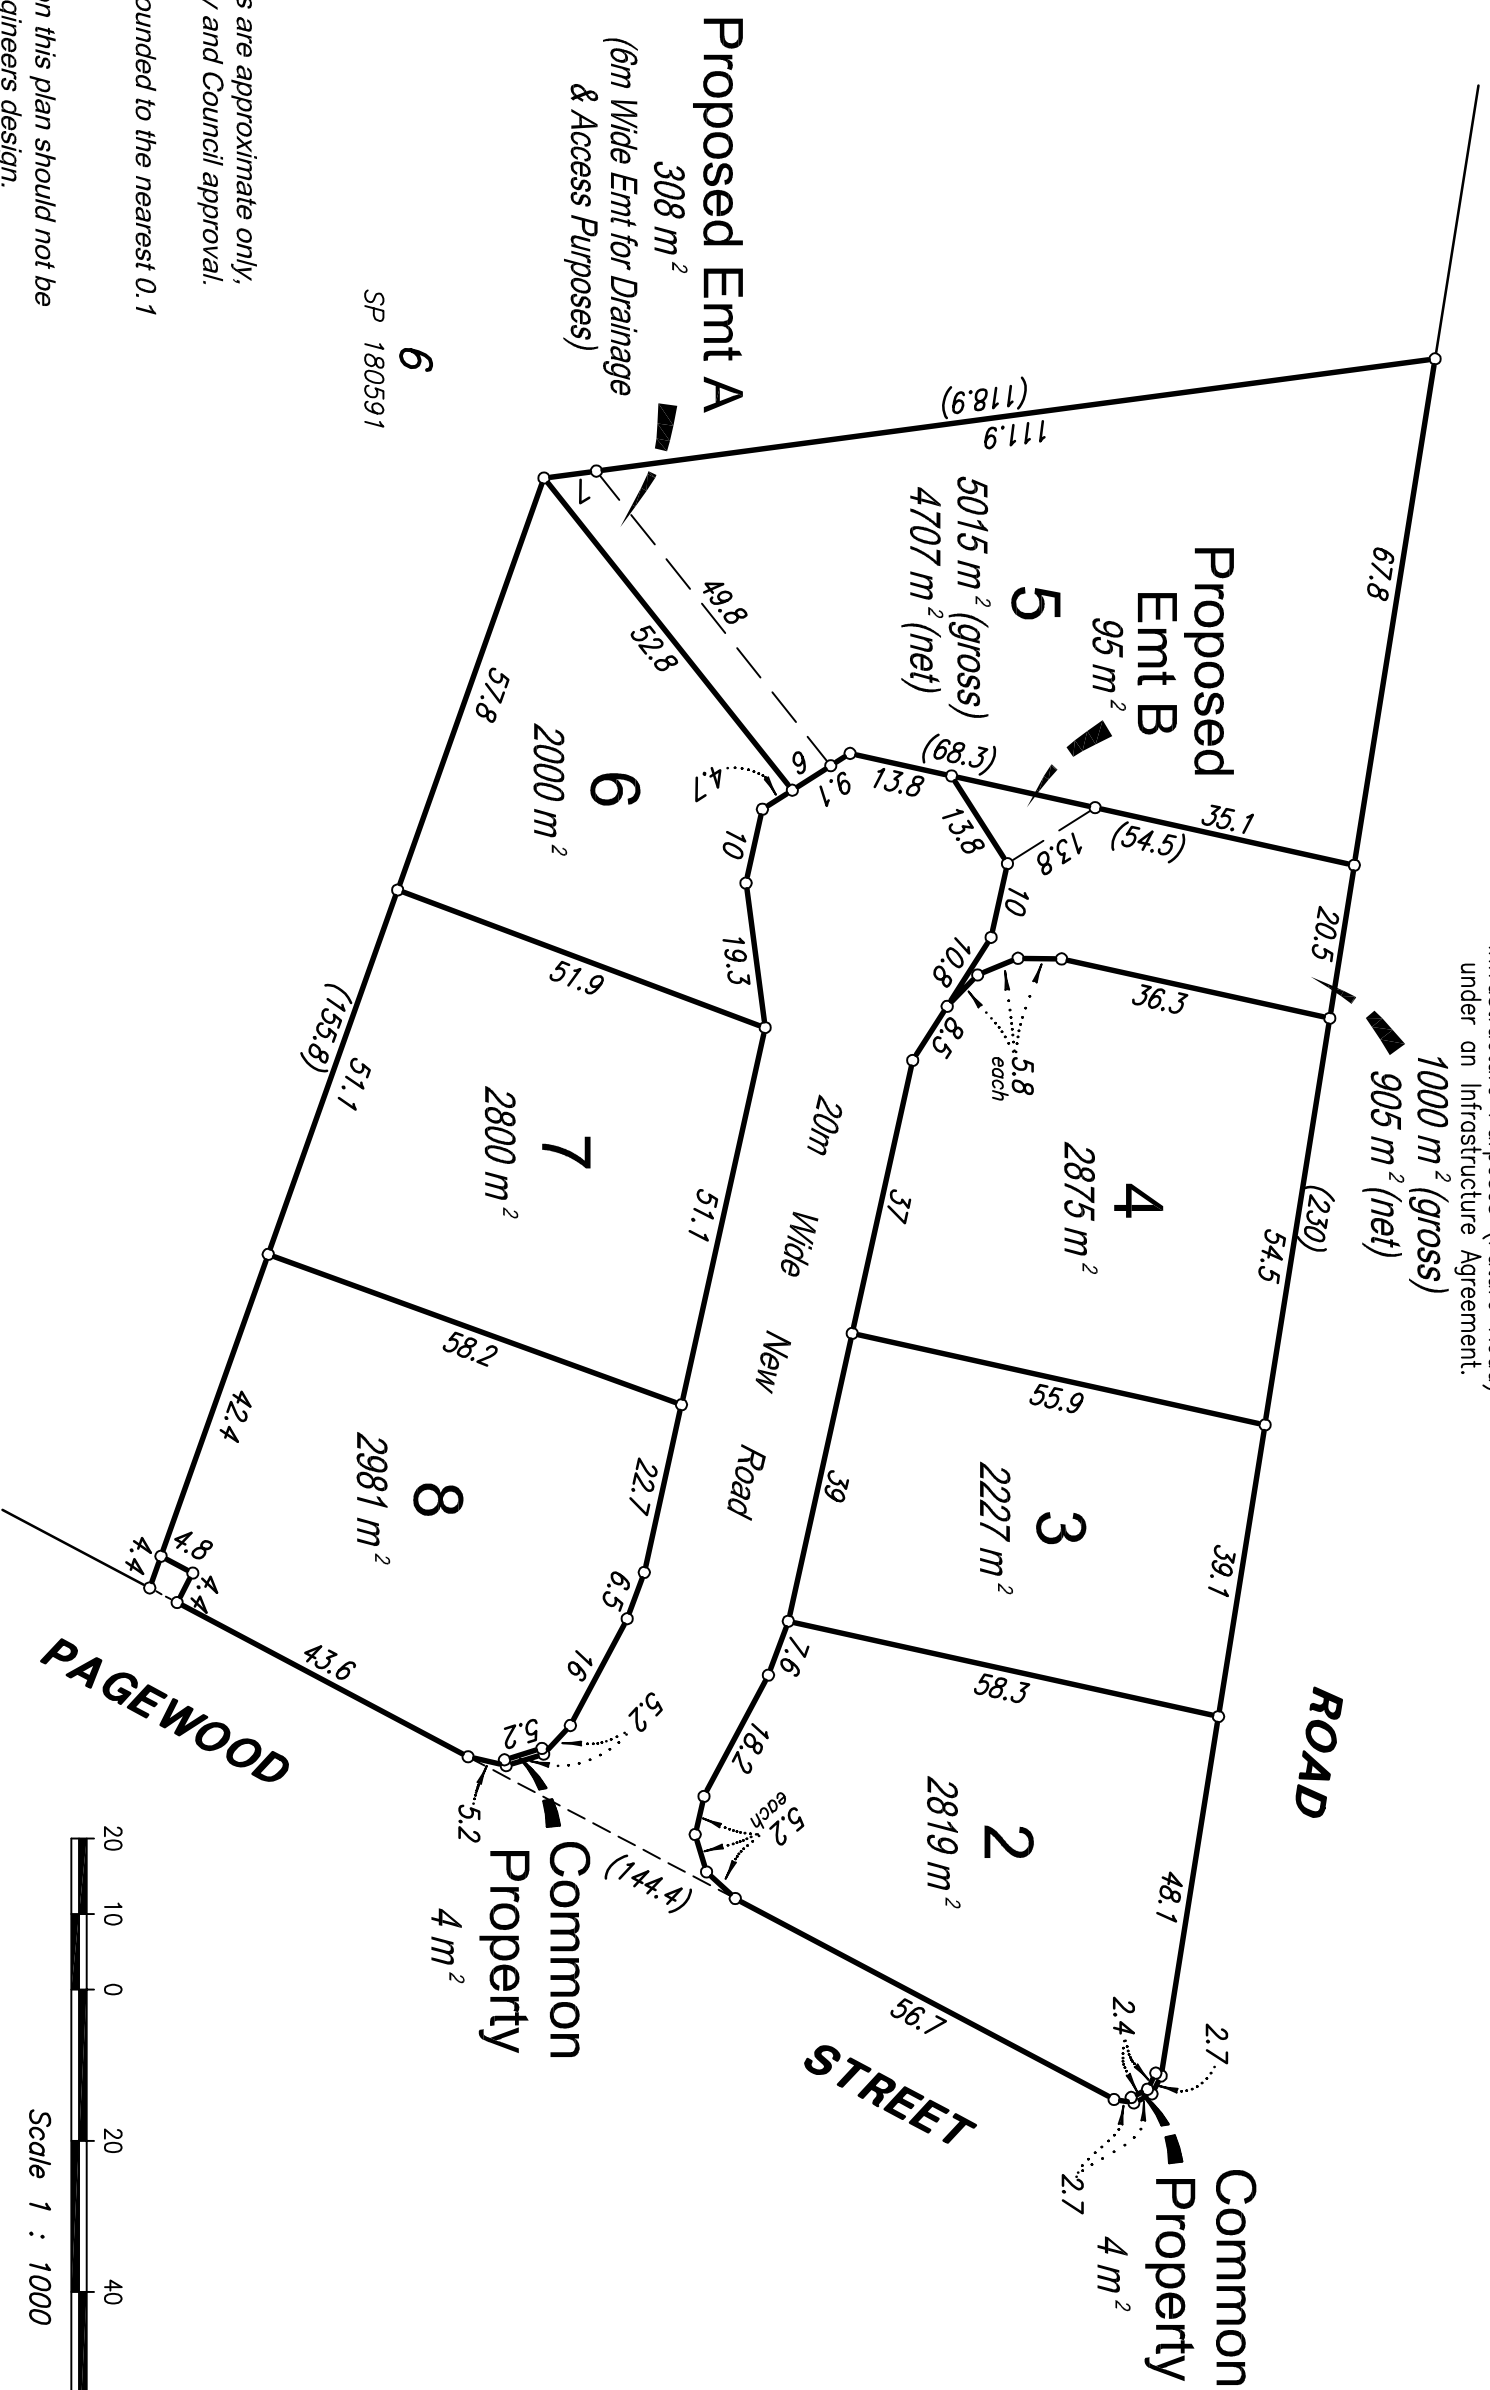 under an Infrastructure Agreement.
1000 m² (gross)
905 m² (net)
ROAD
67.8
20.5
(230)
54.5
39.1
48.1
Proposed
Emt B
95 m²
5
5015 m² (gross)
4707 m² (net)
(118.9)
111.9
(68.3)
13.8
35.1
(54.5)
13.8
13.8
10
10.8
8.5
5.8
each
36.3
4
2875 m²
37
55.9
3
2227 m²
39
58.3
2
2819 m²
7.6
18.2
5.2
each
56.7
2.4
2.7
2.7
Common
Property
4 m²
Proposed Emt A
308 m²
(6m Wide Emt for Drainage
& Access Purposes)
7
49.8
52.8
6
9.1
4.7
10
19.3
20m Wide New Road
6
2000 m²
57.8
51.9
7
2800 m²
51.1
51.1
(155.8)
58.2
8
2981 m²
22.7
6.5
16
5.2
5.2
5.2
42.4
4.8
4.4
4.4
43.6
(144.4)
Common
Property
4 m²
PAGEWOOD STREET
6
SP 18059​1
s are approximate only,
y and Council approval.
ounded to the nearest 0.1
on this plan should not be
gineers design.
20 10 0 20 40
Scale 1 : 1000